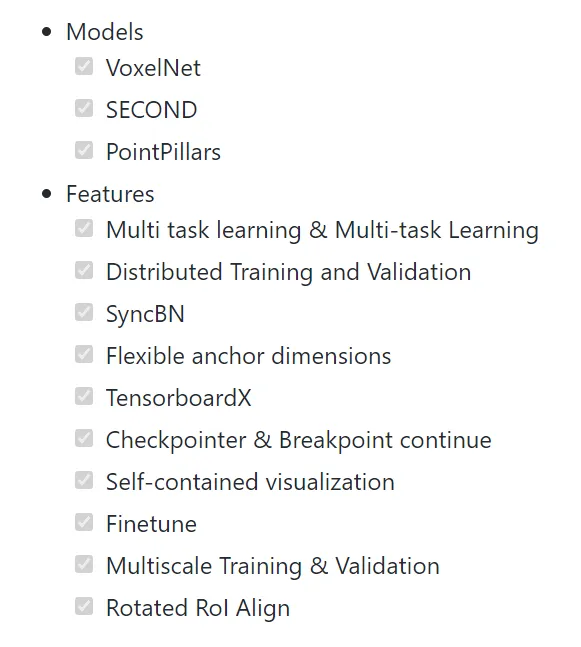 Models
VoxelNet
SECOND
PointPillars
Features
Multi task learning & Multi-task Learning
Distributed Training and Validation
SyncBN
Flexible anchor dimensions
TensorboardX
Checkpointer & Breakpoint continue
Self-contained visualization
Finetune
Multiscale Training & Validation
Rotated RoI Align